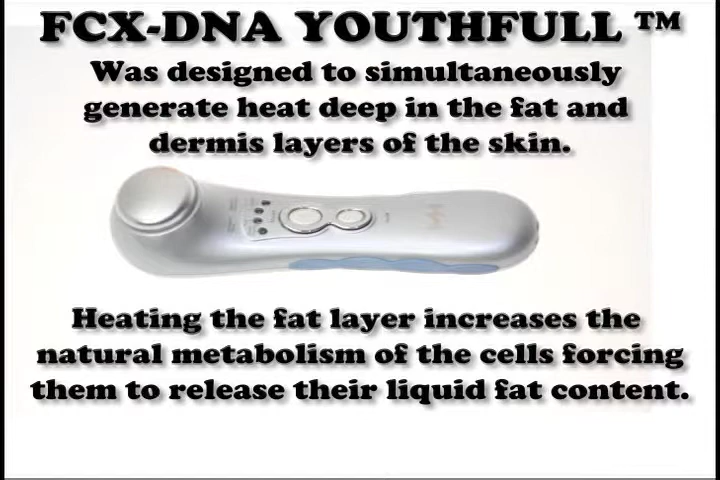 FCX-DNA YOUTHFULL ™
Was designed to simultaneously
generate heat deep in the fat and
dermis layers of the skin.
Heating the fat layer increases the
natural metabolism of the cells forcing
them to release their liquid fat content.